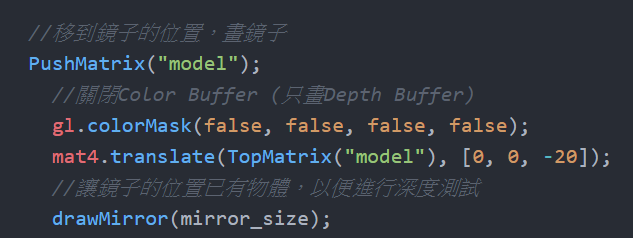 //移到鏡子的位置，畫鏡子
PushMatrix("model");
//關閉Color Buffer (只畫Depth Buffer)
gl.colorMask(false, false, false, false);
mat4.translate(TopMatrix("model"), [0, 0, -20]);
//讓鏡子的位置已有物體，以便進行深度測試
drawMirror(mirror_size);